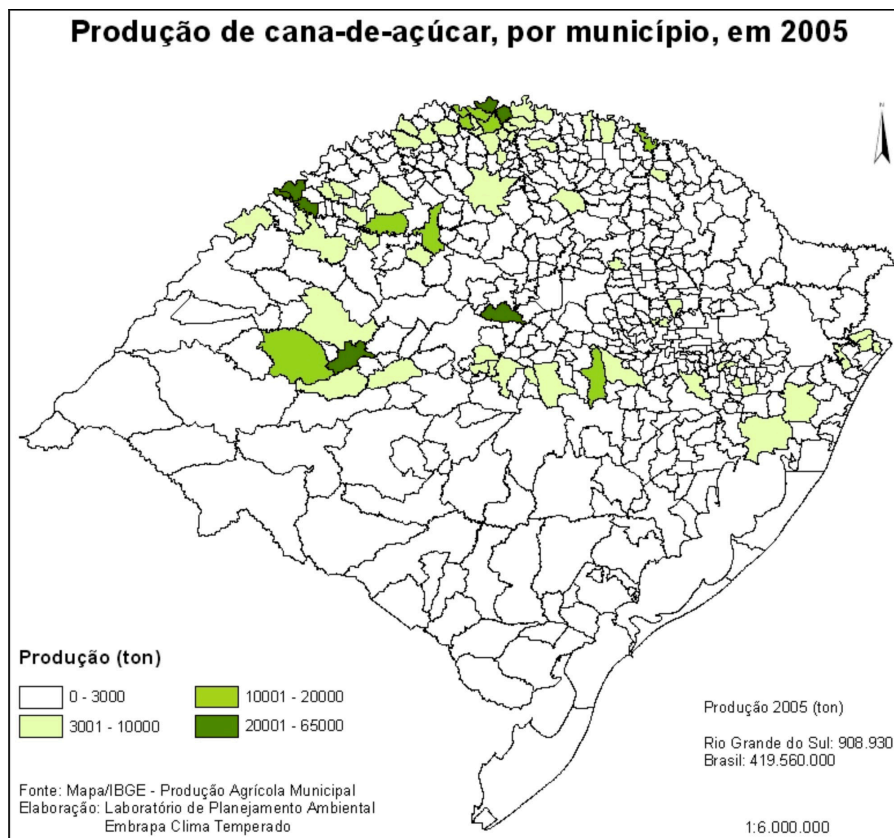 Produção de cana-de-açúcar, por município, em 2005
N
Produção (ton)
0 - 3000
10001 - 20000
3001 - 10000
20001 - 65000
Produção 2005 (ton)
Rio Grande do Sul: 908.930
Brasil: 419.560.000
Fonte: Mapa/IBGE - Produção Agrícola Municipal
Elaboração: Laboratório de Planejamento Ambiental
Embrapa Clima Temperado
1:6.000.000